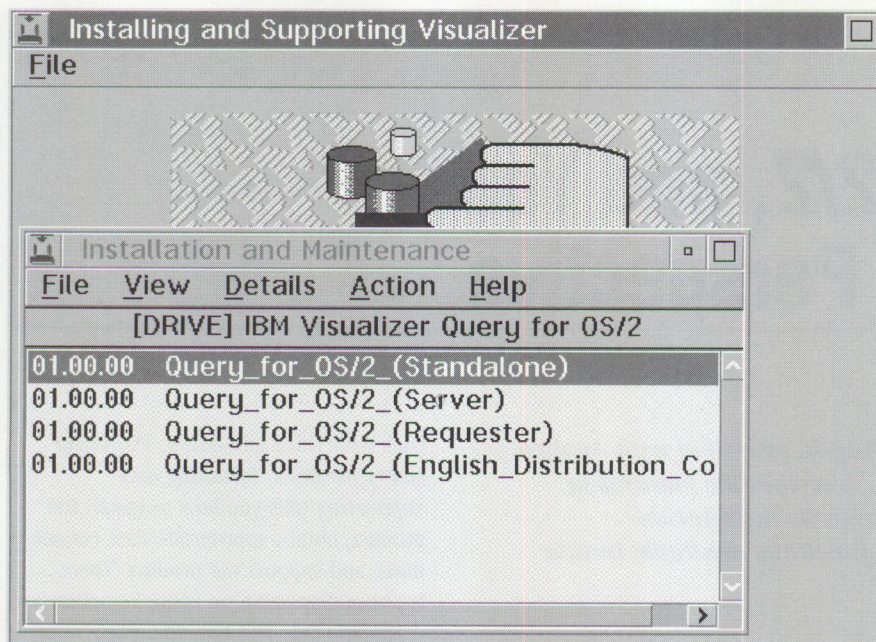 Installing and Supporting Visualizer
File
Installation and Maintenance
File View Details Action Help
[DRIVE] IBM Visualizer Query for OS/2
01.00.00 Query_for_OS/2_(Standalone)
01.00.00 Query_for_OS/2_(Server)
01.00.00 Query_for_OS/2_(Requester)
01.00.00 Query_for_OS/2_(English_Distribution_Co